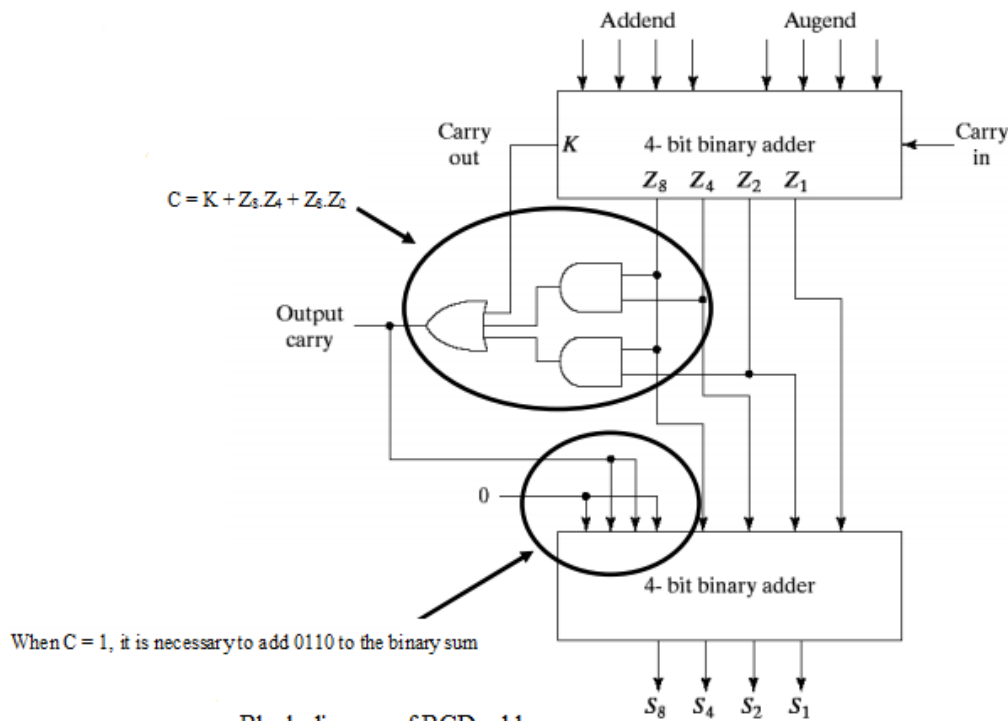 Addend Augend
Carry out
K 4- bit binary adder
Carry in
Z₈ Z₄ Z₂ Z₁
C = K + Z₈.Z₄ + Z₈.Z₂
Output carry
0
4- bit binary adder
When C = 1, it is necessary to add 0110 to the binary sum
S₈ S₄ S₂ S₁